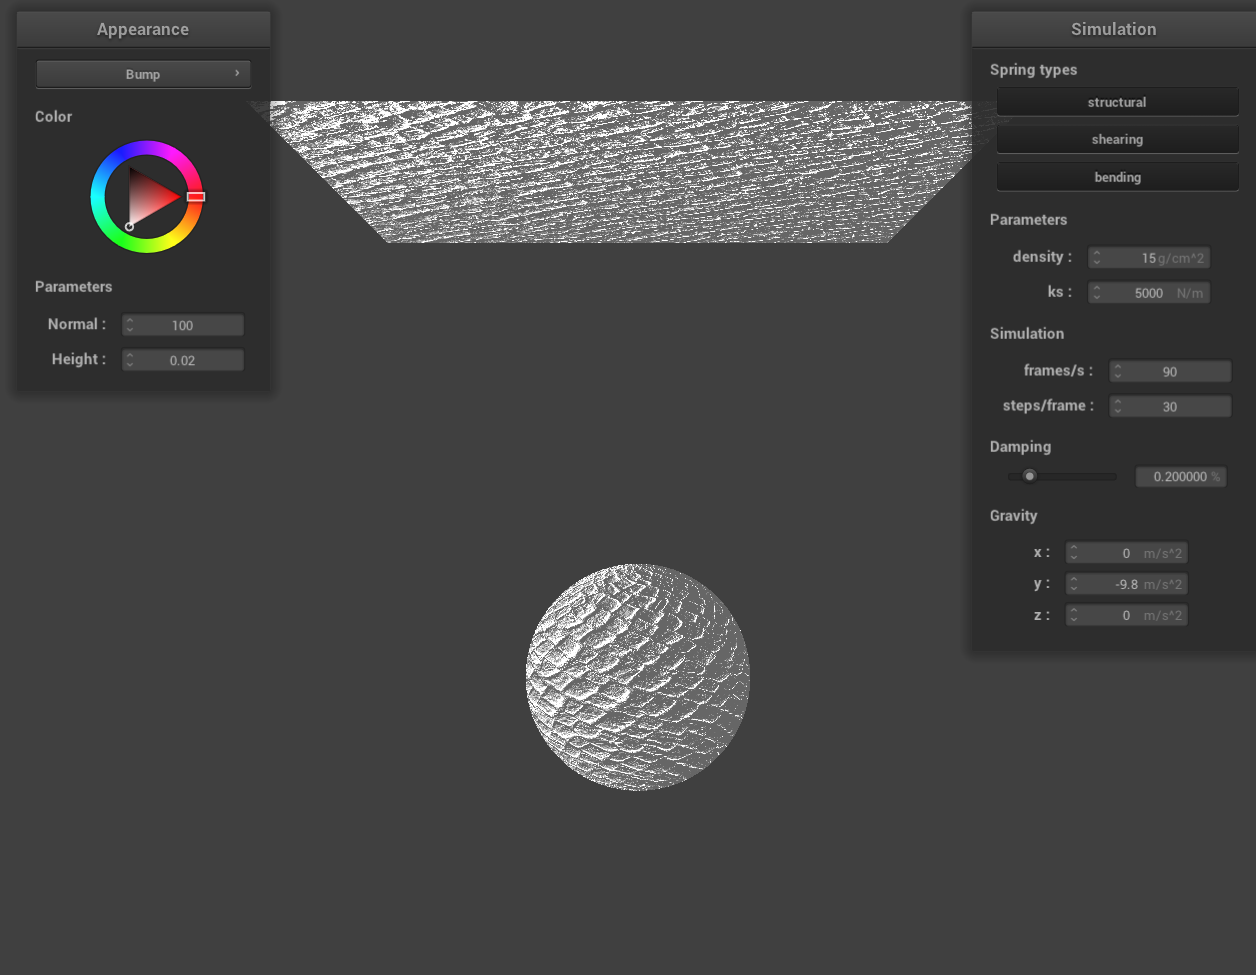 Appearance
Bump
Color
Parameters
Normal : 100
Height : 0.02
Simulation
Spring types
structural
shearing
bending
Parameters
density : 15 g/cm^2
ks : 5000 N/m
Simulation
frames/s : 90
steps/frame : 30
Damping
0.200000 %
Gravity
x : 0 m/s^2
y : -9.8 m/s^2
z : 0 m/s^2